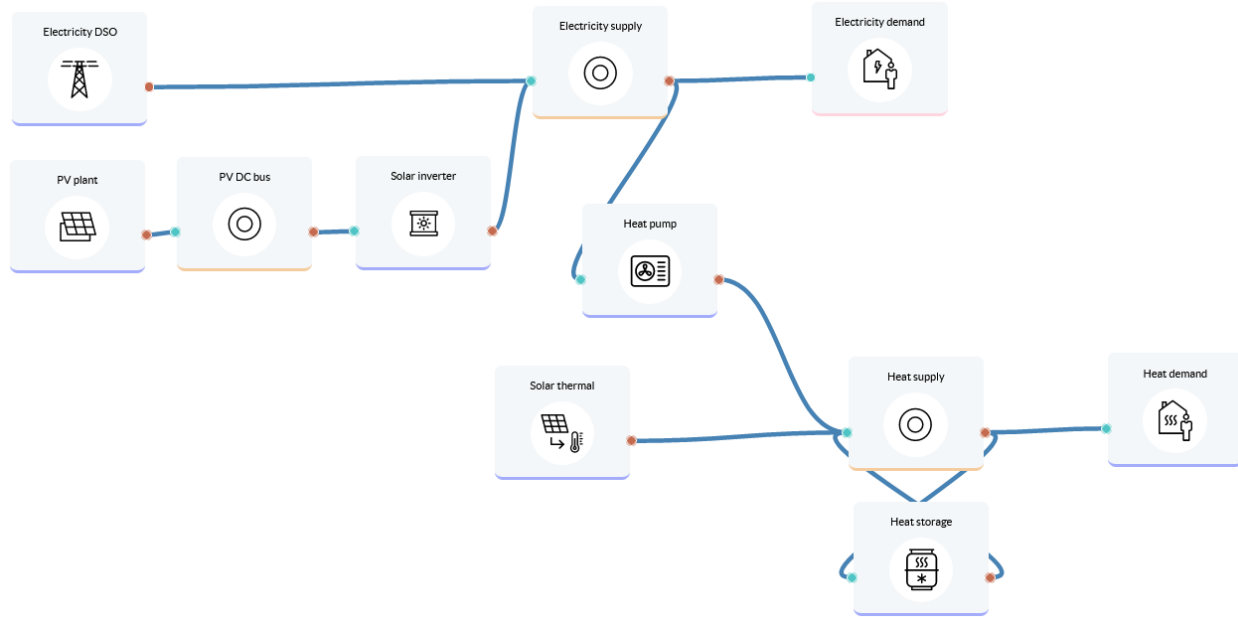 Electricity DSO
Electricity supply
Electricity demand
PV plant
PV DC bus
Solar inverter
Heat pump
Solar thermal
Heat supply
Heat demand
Heat storage